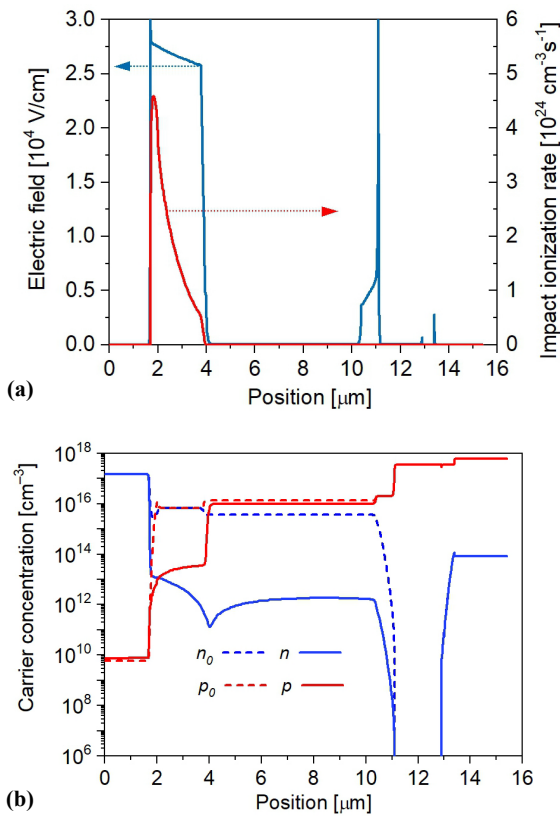 3.0
2.5
2.0
1.5
1.0
0.5
0.0
Electric field [10⁴ V/cm]
6
5
4
3
2
1
0
Impact ionization rate [10²⁴ cm⁻³s⁻¹]
0 2 4 6 8 10 12 14 16
Position [μm]
(a)
10¹⁸
10¹⁶
10¹⁴
10¹²
10¹⁰
10⁸
10⁶
Carrier concentration [cm⁻³]
n₀ n
p₀ p
0 2 4 6 8 10 12 14 16
Position [μm]
(b)